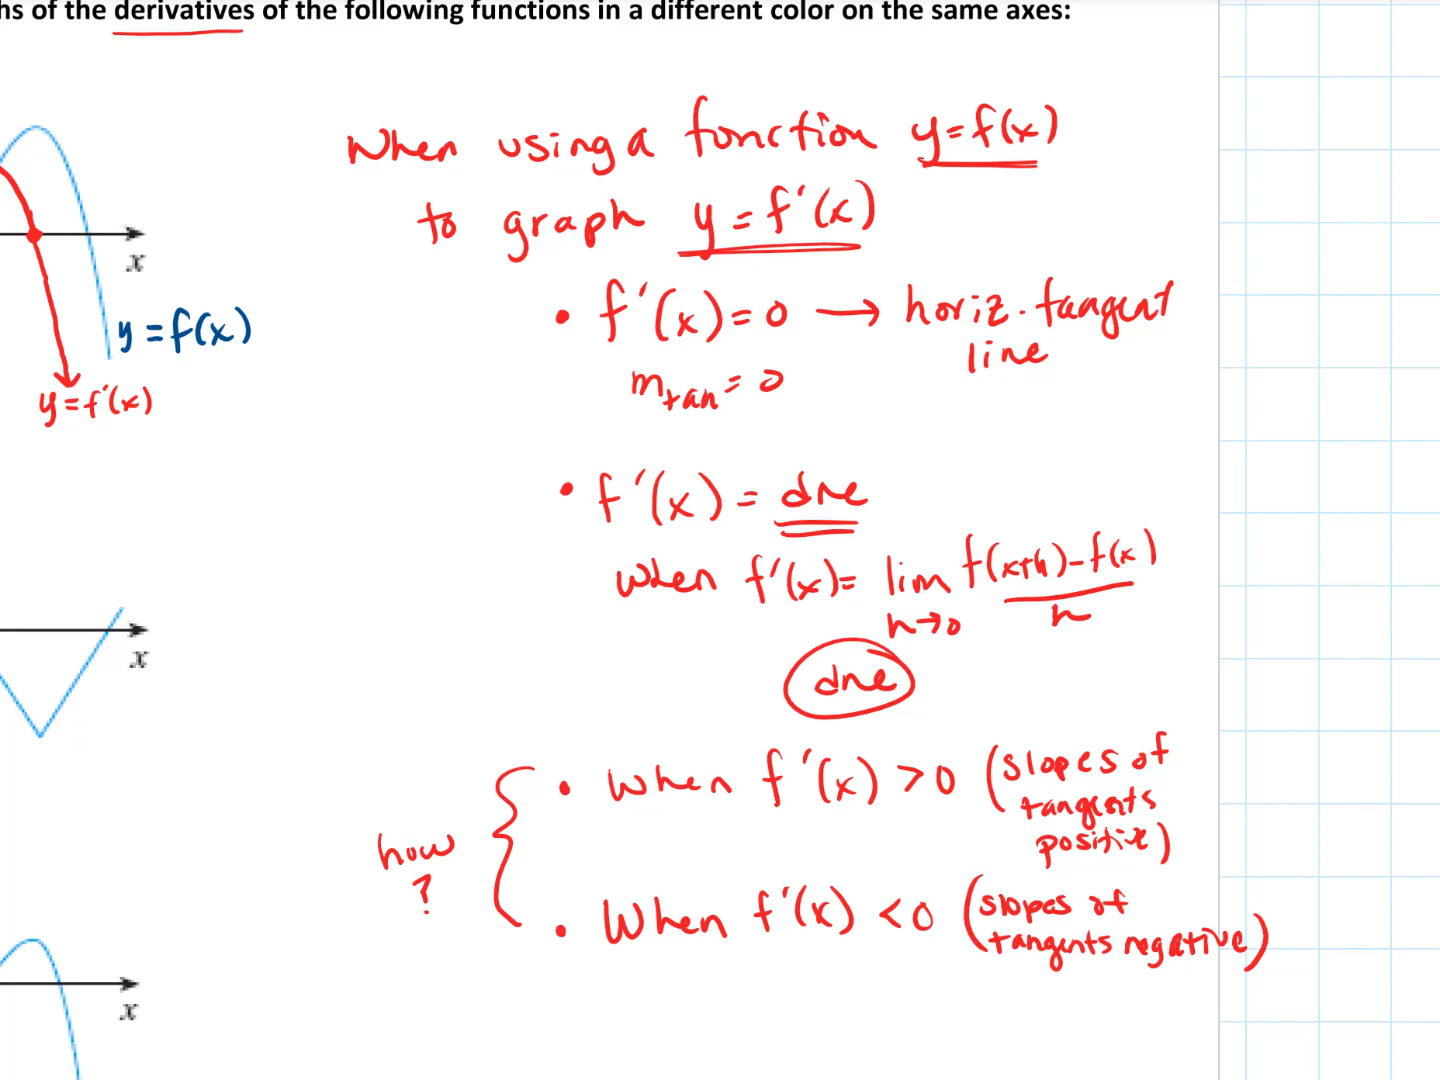 hs of the derivatives of the following functions in a different color on the same axes:
When using a function y=f(x)
to graph y=f'(x)
x
y=f(x)
y=f'(x)
• f'(x)=0 → horiz. tangent
line
m tan = 0
• f'(x) = dne
when f'(x)= lim h→0 f(x+h)-f(x) / h
dne
x
how
?
• when f'(x) >0 (slopes of
tangents
positive)
• When f'(x) <0 (slopes of
tangents negative)
x